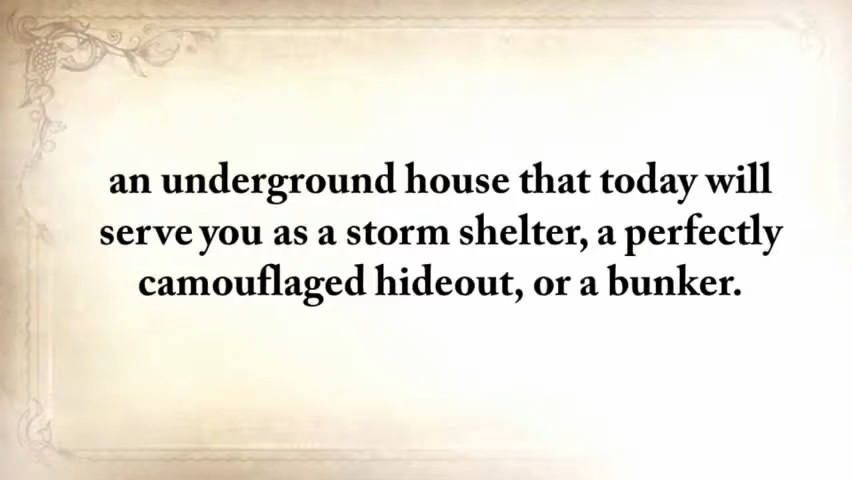 an underground house that today will
serve you as a storm shelter, a perfectly
camouflaged hideout, or a bunker.